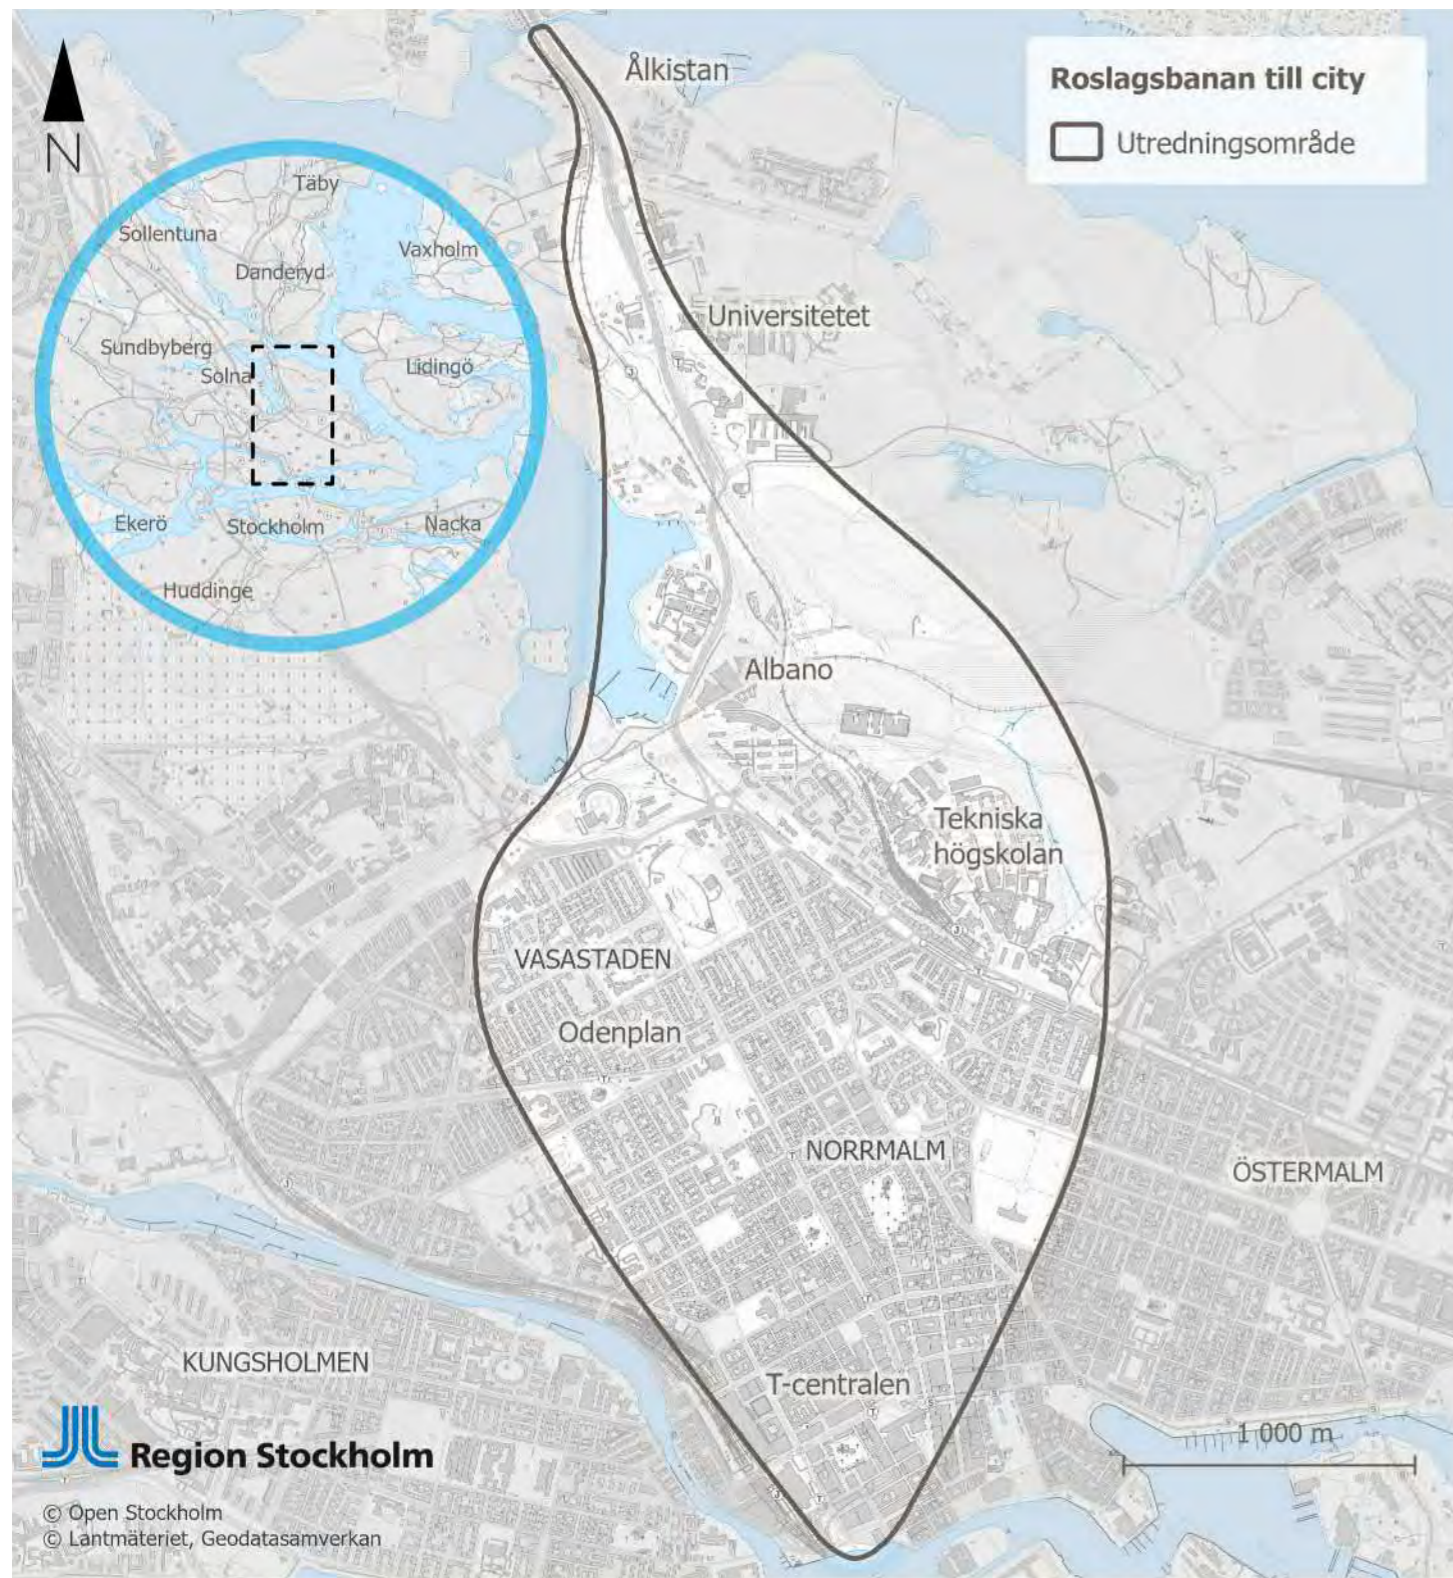 Ålkistan
Roslagsbanan till city
Utredningsområde
N
Täby
Sollentuna
Vaxholm
Danderyd
Sundbyberg
Solna
Lidingö
Ekerö
Stockholm
Nacka
Huddinge
Universitetet
Albano
Tekniska
högskolan
VASASTADEN
Odenplan
NORRMALM
ÖSTERMALM
KUNGSHOLMEN
T-centralen
1 000 m
Region Stockholm
© Open Stockholm
© Lantmäteriet, Geodatasamverkan